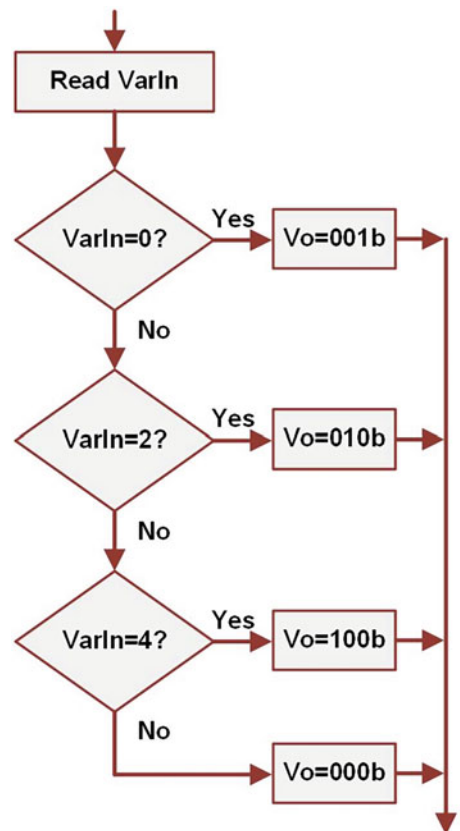 Read VarIn
VarIn=0?
Yes
Vo=001b
No
VarIn=2?
Yes
Vo=010b
No
VarIn=4?
Yes
Vo=100b
No
Vo=000b